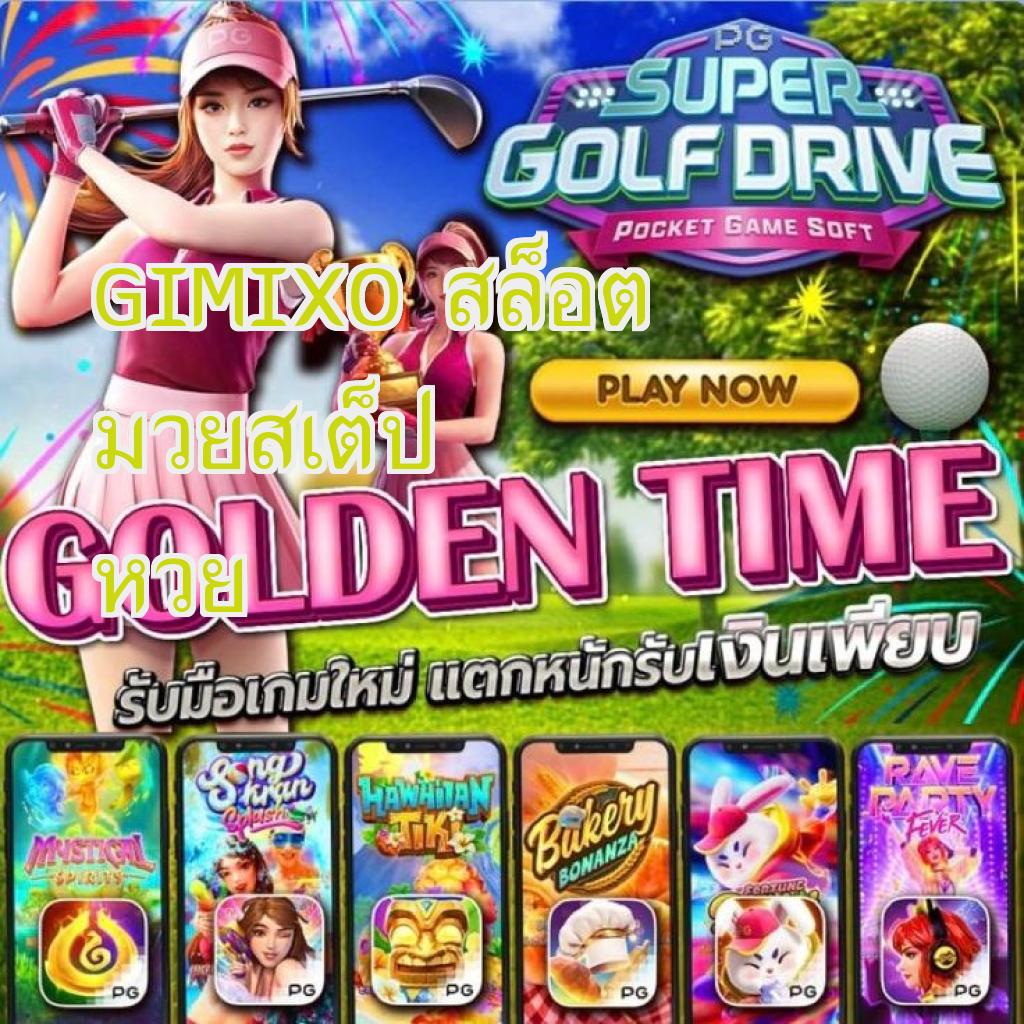 PG
PG
SUPER
GOLF DRIVE
POCKET GAME SOFT
GIMIXO สล็อต
PLAY NOW
มวยสเต็ป
GOLDEN TIME
หวย
รับมือเกมใหม่ แตกหนักรับเงินเพียบ
MYSTICAL
SPIRITS
Songkran
Splash
HAWAIIAN
TIKI
Bakery
BONANZA
FORTUNE
RAVE
PARTY
FEVER
PG
PG
PG
PG
PG
PG